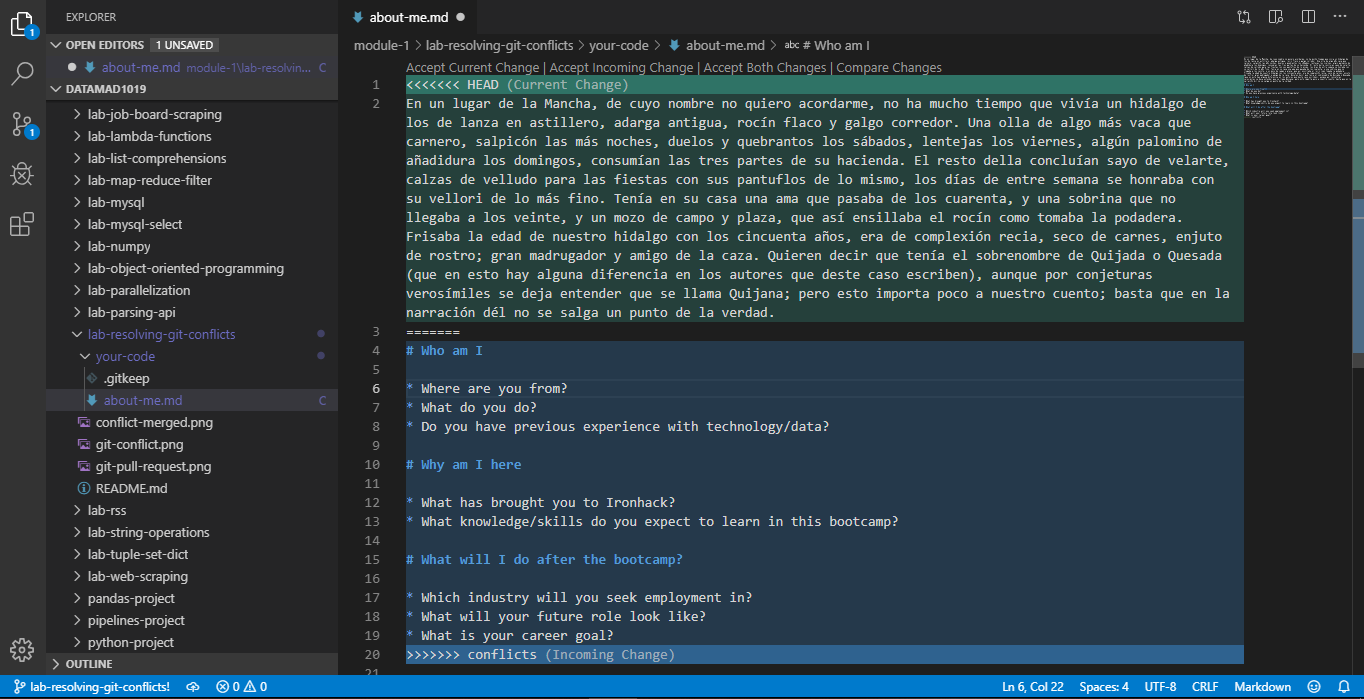 EXPLORER
OPEN EDITORS 1 UNSAVED
about-me.md module-1\lab-resolvin... C
DATAMAD1019
lab-job-board-scraping
lab-lambda-functions
lab-list-comprehensions
lab-map-reduce-filter
lab-mysql
lab-mysql-select
lab-numpy
lab-object-oriented-programming
lab-parallelization
lab-parsing-api
lab-resolving-git-conflicts
your-code
.gitkeep
about-me.md C
conflict-merged.png
git-conflict.png
git-pull-request.png
README.md
lab-rss
lab-string-operations
lab-tuple-set-dict
lab-web-scraping
pandas-project
pipelines-project
python-project
OUTLINE
1
1
about-me.md
module-1 > lab-resolving-git-conflicts > your-code > about-me.md > abc # Who am I
Accept Current Change | Accept Incoming Change | Accept Both Changes | Compare Changes
1 <<<<<<< HEAD (Current Change)
2 En un lugar de la Mancha, de cuyo nombre no quiero acordarme, no ha mucho tiempo que vivía un hidalgo de
los de lanza en astillero, adarga antigua, rocín flaco y galgo corredor. Una olla de algo más vaca que
carnero, salpicón las más noches, duelos y quebrantos los sábados, lentejas los viernes, algún palomino de
añadidura los domingos, consumían las tres partes de su hacienda. El resto della concluían sayo de velarte,
calzas de velludo para las fiestas con sus pantuflos de lo mismo, los días de entre semana se honraba con
su vellori de lo más fino. Tenía en su casa una ama que pasaba de los cuarenta, y una sobrina que no
llegaba a los veinte, y un mozo de campo y plaza, que así ensillaba el rocín como tomaba la podadera.
Frisaba la edad de nuestro hidalgo con los cincuenta años, era de complexión recia, seco de carnes, enjuto
de rostro; gran madrugador y amigo de la caza. Quieren decir que tenía el sobrenombre de Quijada o Quesada
(que en esto hay alguna diferencia en los autores que deste caso escriben), aunque por conjeturas
verosímiles se deja entender que se llama Quijana; pero esto importa poco a nuestro cuento; basta que en la
narración dél no se salga un punto de la verdad.
3 =======
4 # Who am I
5
6 * Where are you from?
7 * What do you do?
8 * Do you have previous experience with technology/data?
9
10 # Why am I here
11
12 * What has brought you to Ironhack?
13 * What knowledge/skills do you expect to learn in this bootcamp?
14
15 # What will I do after the bootcamp?
16
17 * Which industry will you seek employment in?
18 * What will your future role look like?
19 * What is your career goal?
20 >>>>>>> conflicts (Incoming Change)
21
lab-resolving-git-conflicts! 0 0 Ln 6, Col 22 Spaces: 4 UTF-8 CRLF Markdown